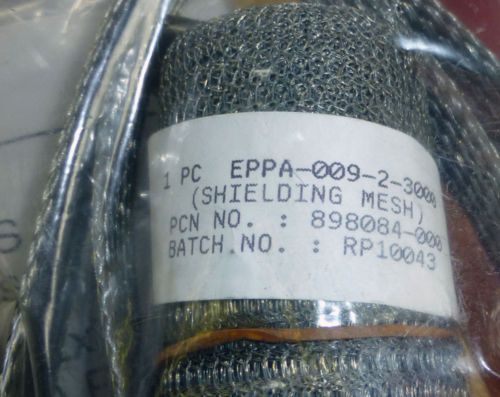 1 PC EPPA-009-2-3000
(SHIELDING MESH)
PCN NO. : 898084-000
BATCH NO. : RP10043